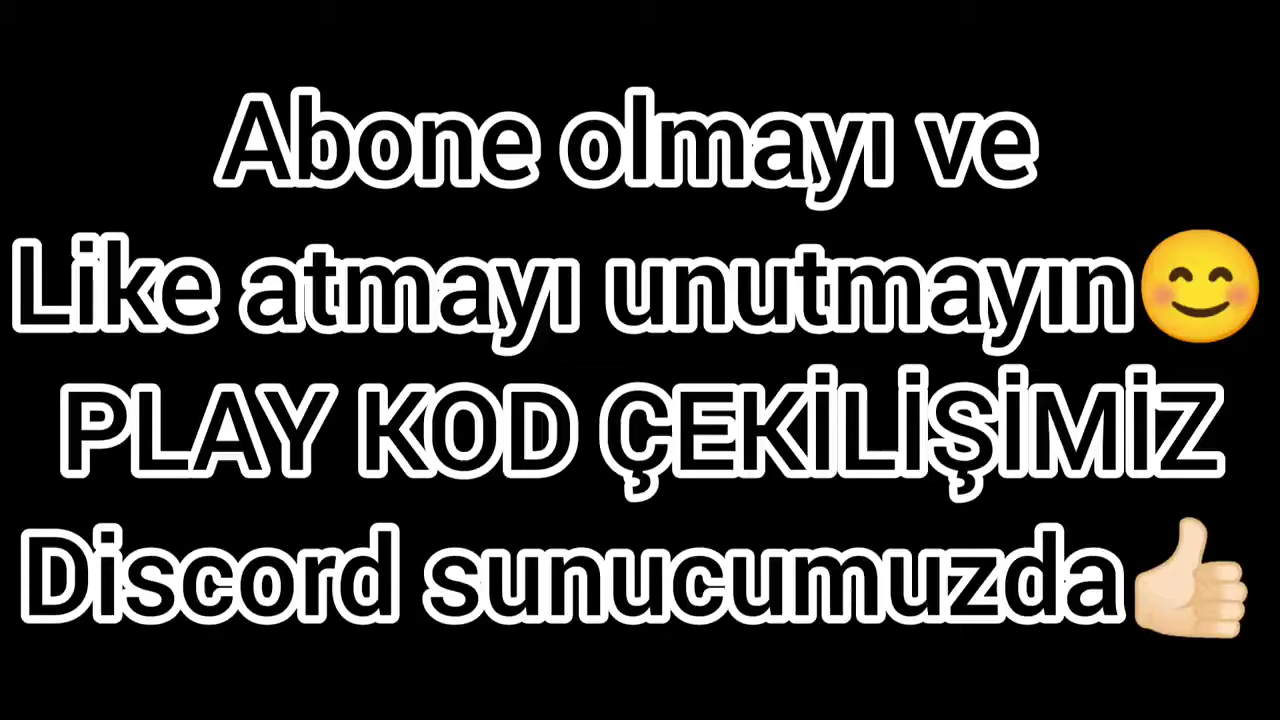 Abone olmayı ve
Like atmayı unutmayın😊
PLAY KOD ÇEKİLİŞİMİZ
Discord sunucumuzda👍🏻